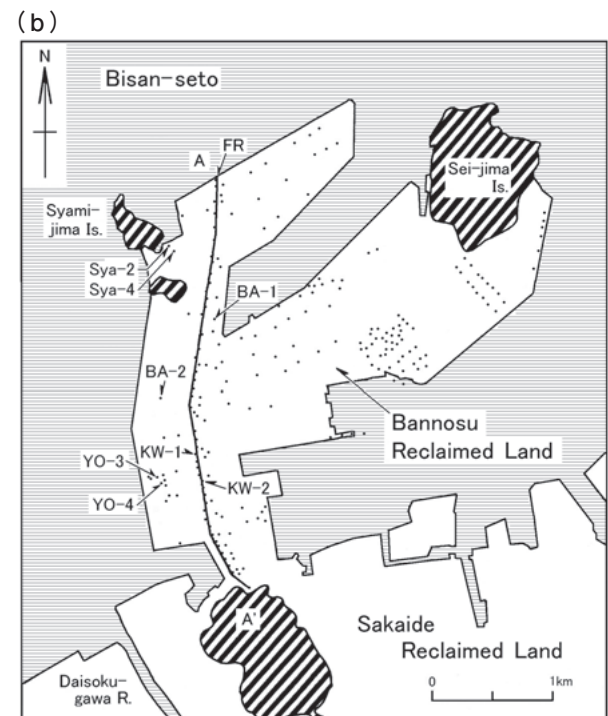 (b)
N
Bisan-seto
A
FR
Sei-jima
Is.
Syami-
jima Is.
Sya-2
Sya-4
BA-1
BA-2
Bannosu
Reclaimed Land
KW-1
YO-3
KW-2
YO-4
A'
Sakaide
Reclaimed Land
Daisoku-
gawa R.
0
1km